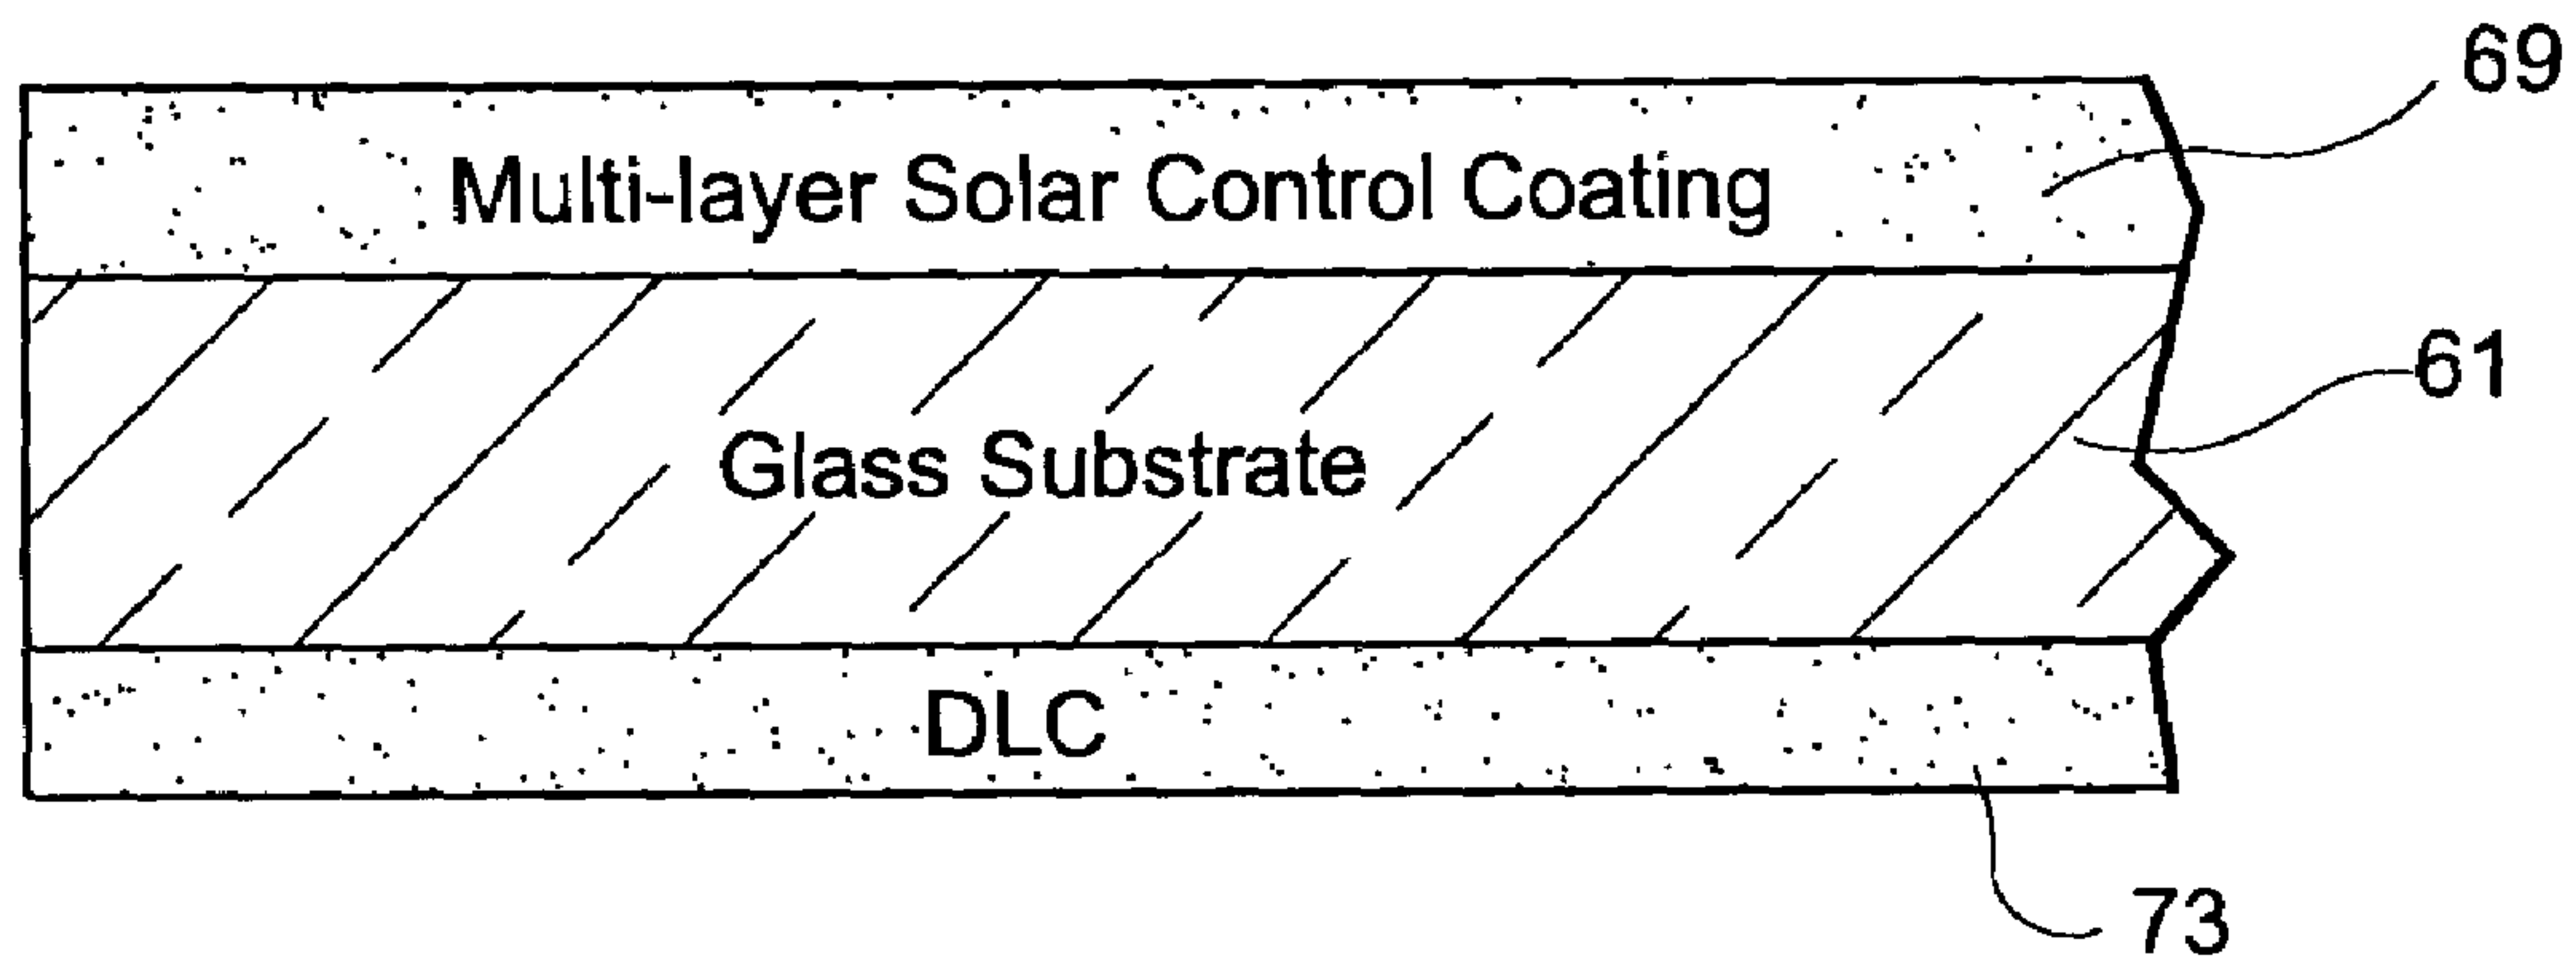 69
Multi-layer Solar Control Coating
61
Glass Substrate
DLC
73